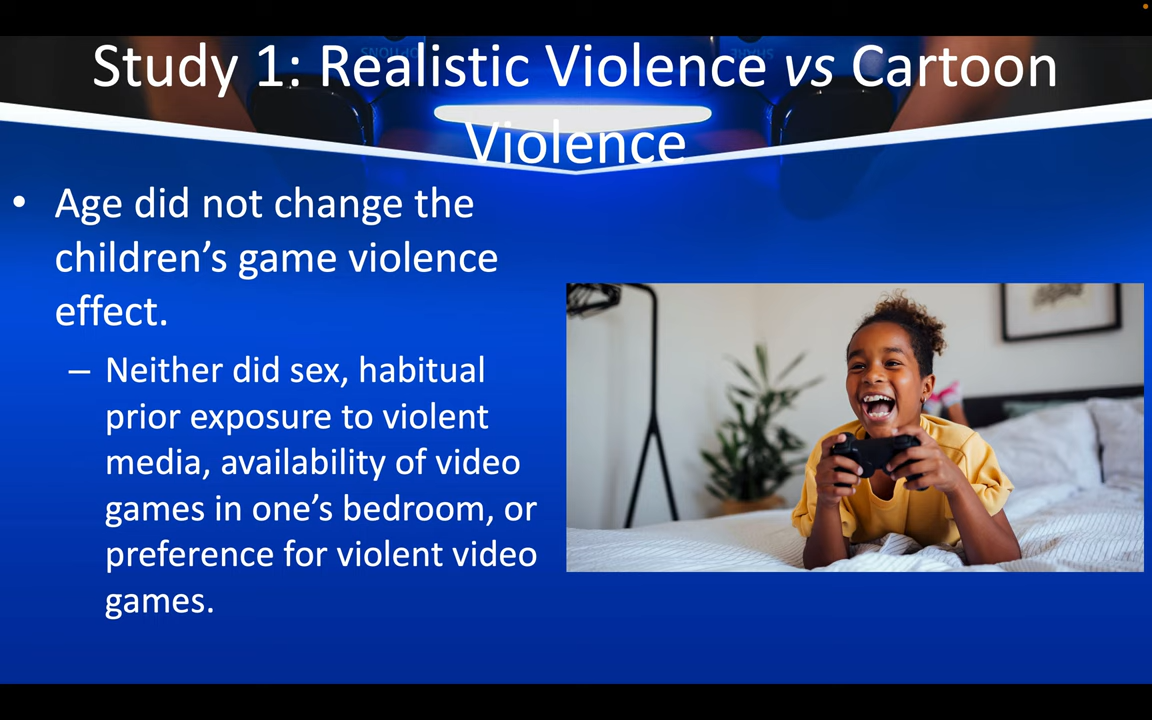 Study 1: Realistic Violence vs Cartoon
Violence
• Age did not change the
children’s game violence
effect.
– Neither did sex, habitual
prior exposure to violent
media, availability of video
games in one’s bedroom, or
preference for violent video
games.
OPTIONS
SHARE